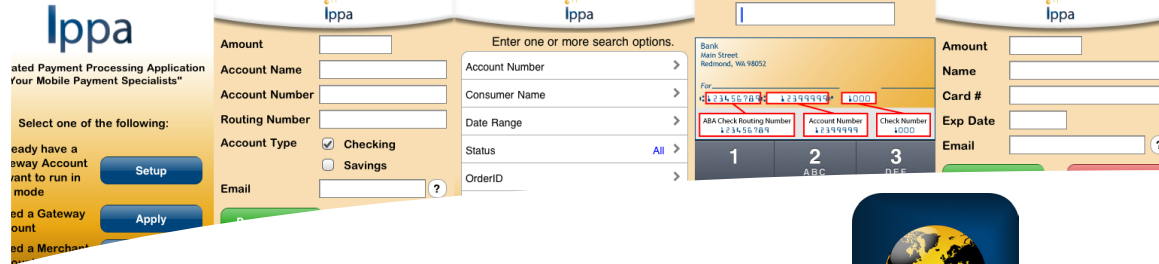 Ippa
ated Payment Processing Application
Your Mobile Payment Specialists"
Select one of the following:
eady have a
eway Account
want to run in
mode
Setup
ed a Gateway
ount
Apply
ed a Merchant
Ippa
Amount
Account Name
Account Number
Routing Number
Account Type
Checking
Savings
Email
?
Ippa
Enter one or more search options.
Account Number
Consumer Name
Date Range
Status
All
OrderID
Bank
Main Street
Redmond, WA 98052
For
123456789 12399999 1000
ABA Check Routing Number
123456789
Account Number
12399999
Check Number
1000
1
2
ABC
3
DEF
Ippa
Amount
Name
Card #
Exp Date
Email
?